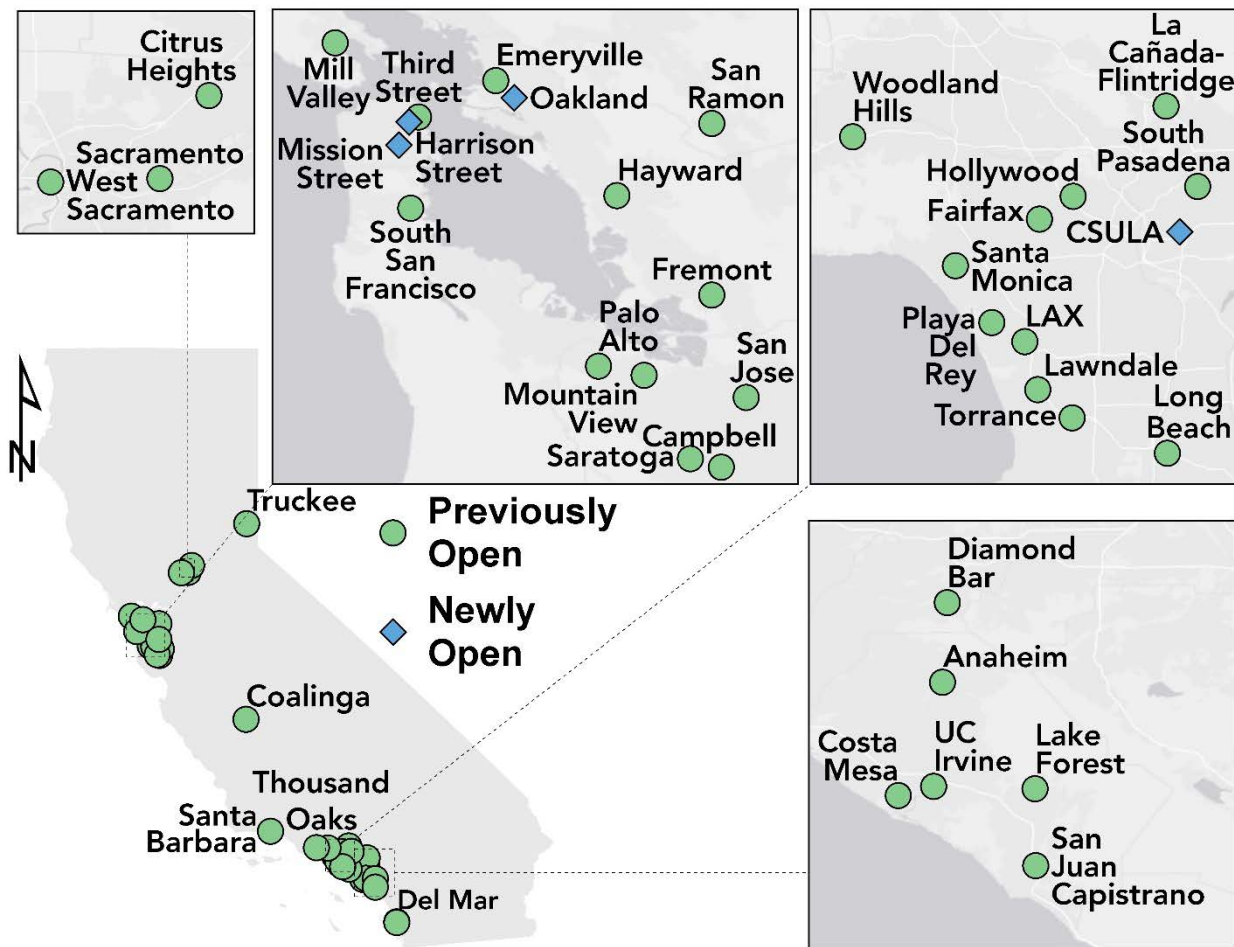 Citrus
Heights
Sacramento
West
Sacramento
Mill
Valley
Third
Street
Emeryville
Oakland
San
Ramon
Mission
Street
Harrison
Street
Hayward
South
San
Francisco
Fremont
Palo
Alto
San
Jose
Mountain
View
Campbell
Saratoga
La
Cañada-
Flintridge
Woodland
Hills
South
Pasadena
Hollywood
Fairfax
CSULA
Santa
Monica
Playa
Del
Rey
LAX
Lawndale
Torrance
Long
Beach
N
Truckee
Previously
Open
Newly
Open
Coalinga
Thousand
Oaks
Santa
Barbara
Del Mar
Diamond
Bar
Anaheim
Costa
Mesa
UC
Irvine
Lake
Forest
San
Juan
Capistrano